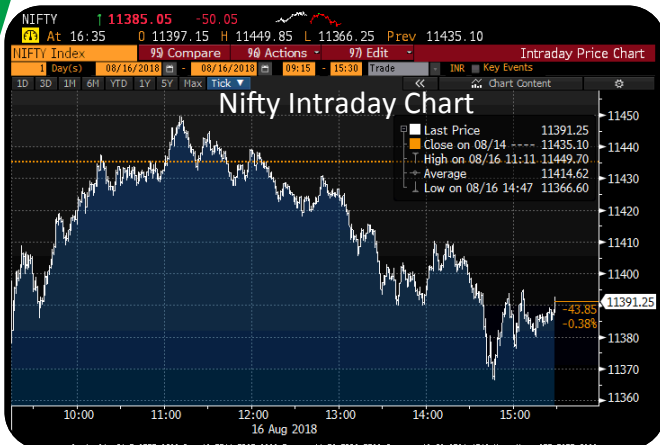 NIFTY ↑ 11385.05 -50.05
At 16:35 O 11397.15 H 11449.85 L 11366.25 Prev 11435.10
NIFTY Index 95) Compare 96) Actions 97) Edit Intraday Price Chart
1 Day(s) 08/16/2018 - 08/16/2018 09:15 - 15:30 Trade INR Key Events
1D 3D 1M 6M YTD 1Y 5Y Max Tick ▼ « Chart Content
Nifty Intraday Chart
Last Price 11391.25
Close on 08/14 ---- 11435.10
High on 08/16 11:11 11449.70
Average 11414.62
Low on 08/16 14:47 11366.60
11450
11440
11430
11420
11410
11400
11391.25
-43.85
-0.38%
11380
11370
11360
10:00 11:00 12:00 13:00 14:00 15:00
16 Aug 2018